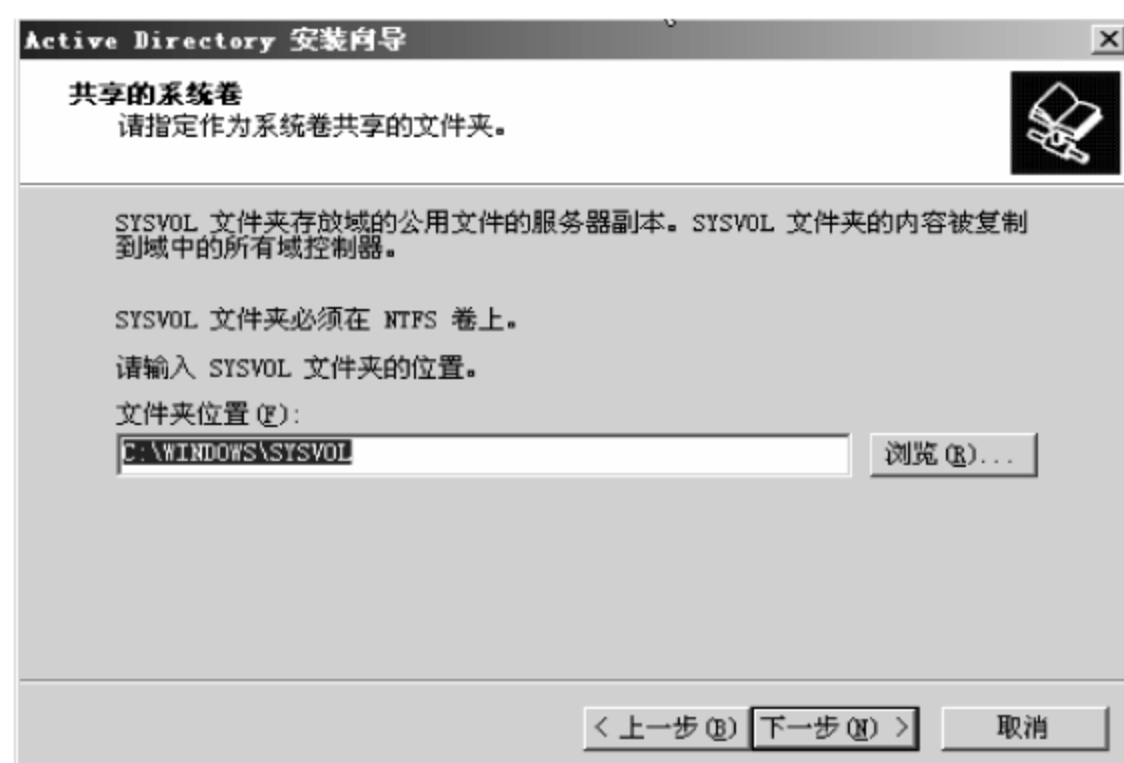 Active Directory 安装向导
共享的系统卷
请指定作为系统卷共享的文件夹。
SYSVOL 文件夹存放域的公用文件的服务器副本。SYSVOL 文件夹的内容被复制
到域中的所有域控制器。
SYSVOL 文件夹必须在 NTFS 卷上。
请输入 SYSVOL 文件夹的位置。
文件夹位置(F):
C:\WINDOWS\SYSVOL
浏览(R)...
< 上一步(B) 下一步(N) > 取消